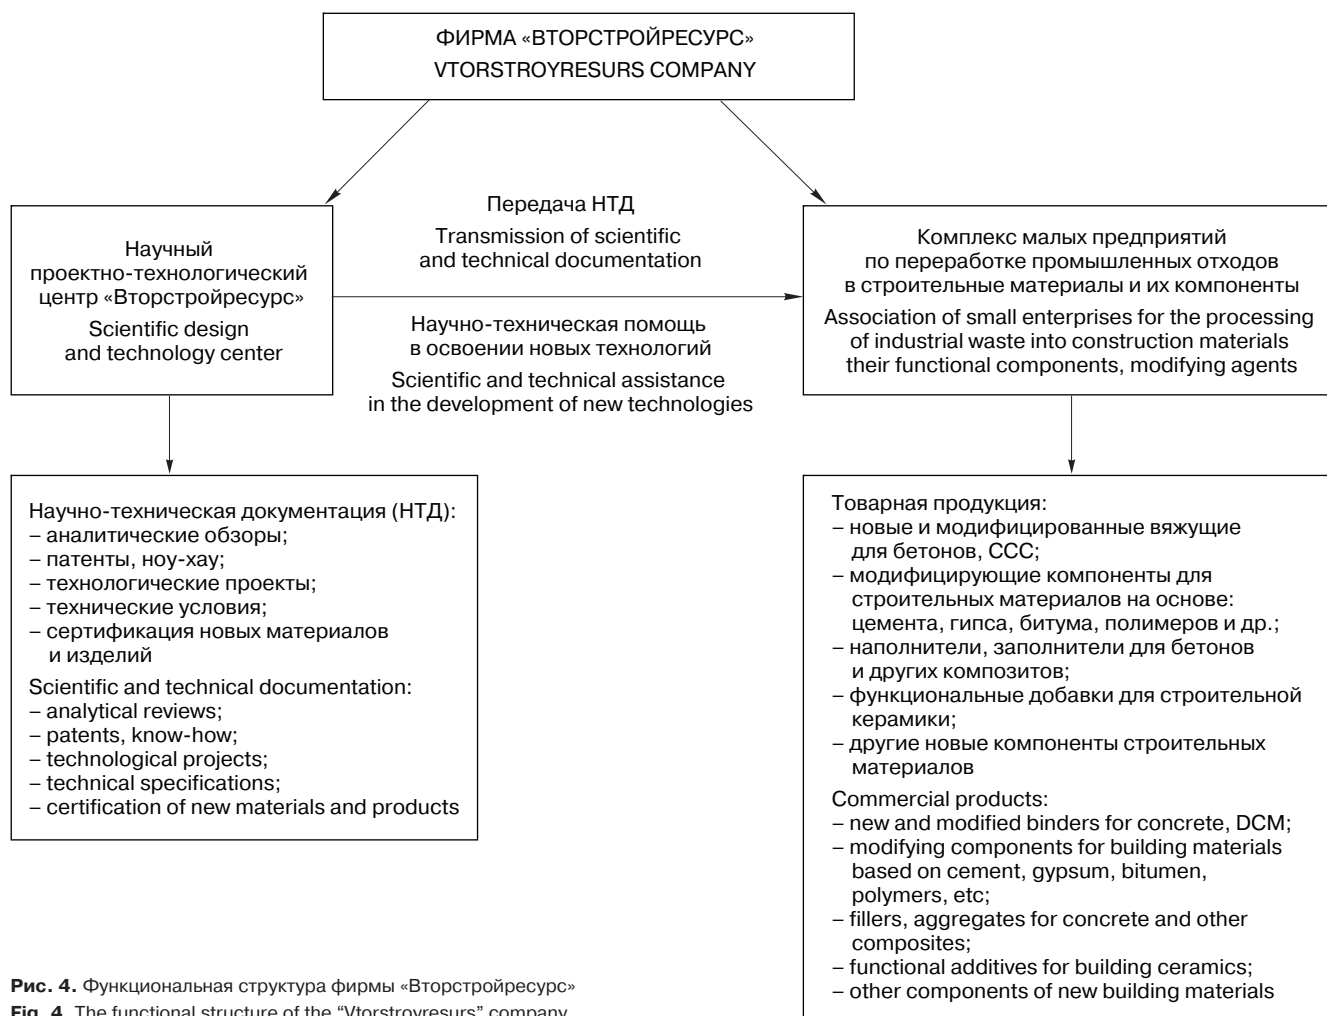 ФИРМА «ВТОРСТРОЙРЕСУРС»
VTORSTROYRESURS COMPANY
Научный
проектно-технологический
центр «Вторстройресурс»
Scientific design
and technology center
Передача НТД
Transmission of scientific
and technical documentation
Научно-техническая помощь
в освоении новых технологий
Scientific and technical assistance
in the development of new technologies
Комплекс малых предприятий
по переработке промышленных отходов
в строительные материалы и их компоненты
Association of small enterprises for the processing
of industrial waste into construction materials
their functional components, modifying agents
Научно-техническая документация (НТД):
– аналитические обзоры;
– патенты, ноу-хау;
– технологические проекты;
– технические условия;
– сертификация новых материалов
и изделий
Scientific and technical documentation:
– analytical reviews;
– patents, know-how;
– technological projects;
– technical specifications;
– certification of new materials and products
Товарная продукция:
– новые и модифицированные вяжущие
для бетонов, ССС;
– модифицирующие компоненты для
строительных материалов на основе:
цемента, гипса, битума, полимеров и др.;
– наполнители, заполнители для бетонов
и других композитов;
– функциональные добавки для строительной
керамики;
– другие новые компоненты строительных
материалов
Commercial products:
– new and modified binders for concrete, DCM;
– modifying components for building materials
based on cement, gypsum, bitumen,
polymers, etc;
– fillers, aggregates for concrete and other
composites;
– functional additives for building ceramics;
– other components of new building materials
Рис. 4. Функциональная структура фирмы «Вторстройресурс»
Fig. 4. The functional structure of the “Vtorstroyresurs” company